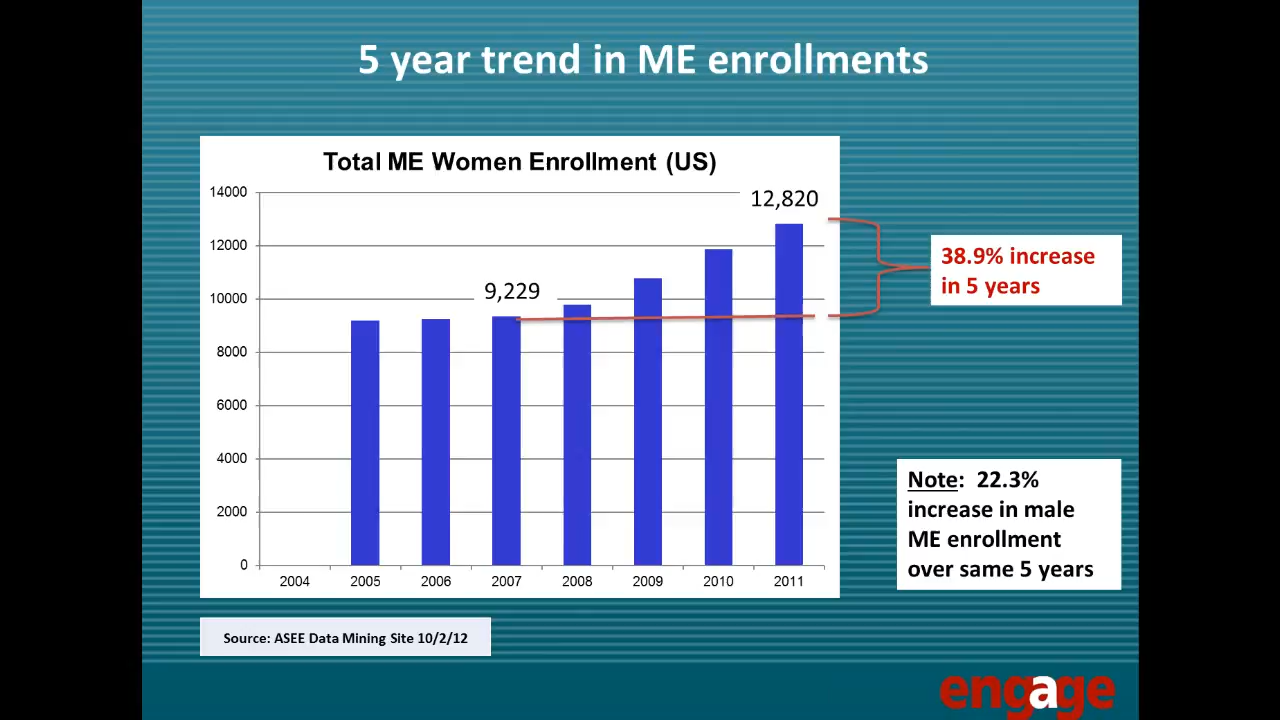 5 year trend in ME enrollments
Total ME Women Enrollment (US)
14000
12000
10000
8000
6000
4000
2000
0
9,229
12,820
2004 2005 2006 2007 2008 2009 2010 2011
38.9% increase
in 5 years
Note: 22.3%
increase in male
ME enrollment
over same 5 years
Source: ASEE Data Mining Site 10/2/12
engage